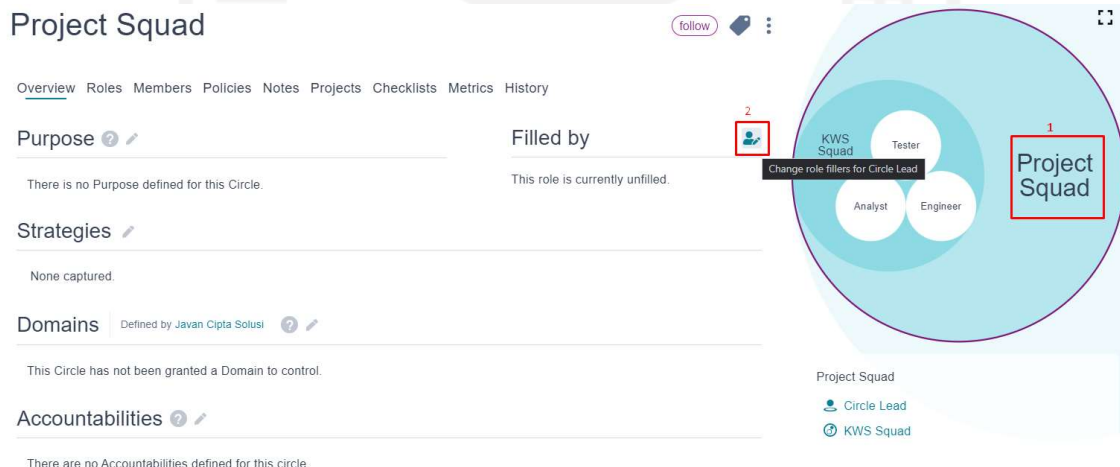 Project Squad
follow
Overview Roles Members Policies Notes Projects Checklists Metrics History
Purpose
There is no Purpose defined for this Circle.
2
Filled by
This role is currently unfilled.
Change role fillers for Circle Lead
Strategies
None captured.
Domains Defined by Javan Cipta Solusi
This Circle has not been granted a Domain to control.
Accountabilities
There are no Accountabilities defined for this circle
KWS
Squad
Tester
Analyst
Engineer
1
Project
Squad
Project Squad
Circle Lead
KWS Squad